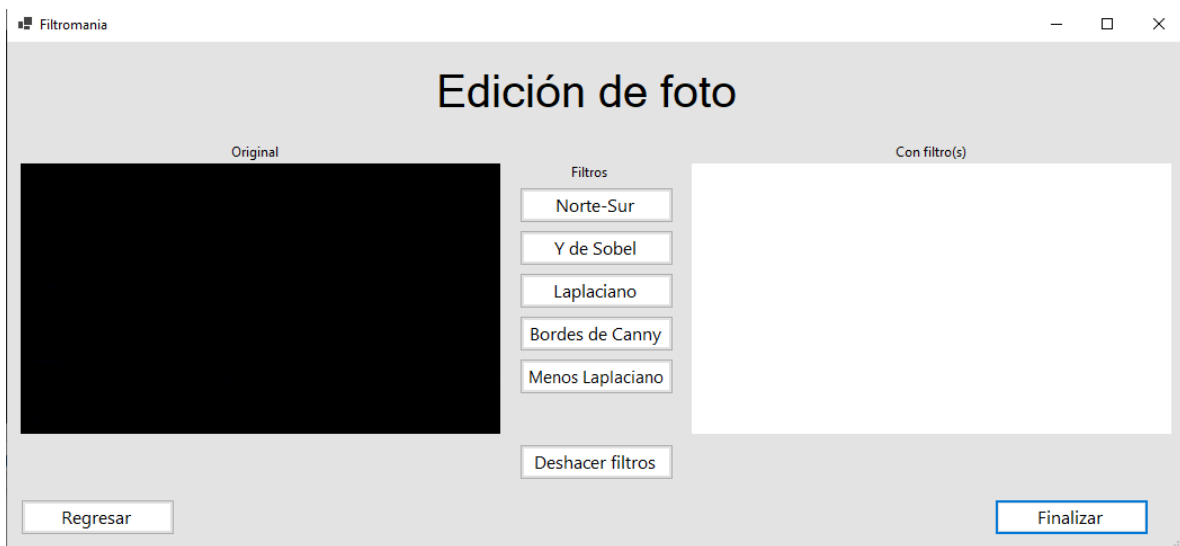 Filtromania
Edición de foto
Original
Con filtro(s)
Filtros
Norte-Sur
Y de Sobel
Laplaciano
Bordes de Canny
Menos Laplaciano
Deshacer filtros
Regresar
Finalizar